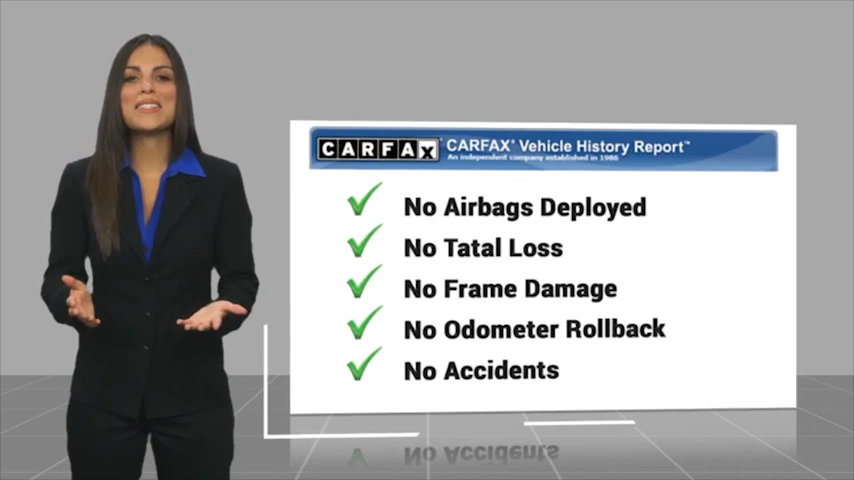 CARFAX CARFAX® Vehicle History Report™
An independent company established in 1986
No Airbags Deployed
No Tatal Loss
No Frame Damage
No Odometer Rollback
No Accidents
No Accidents